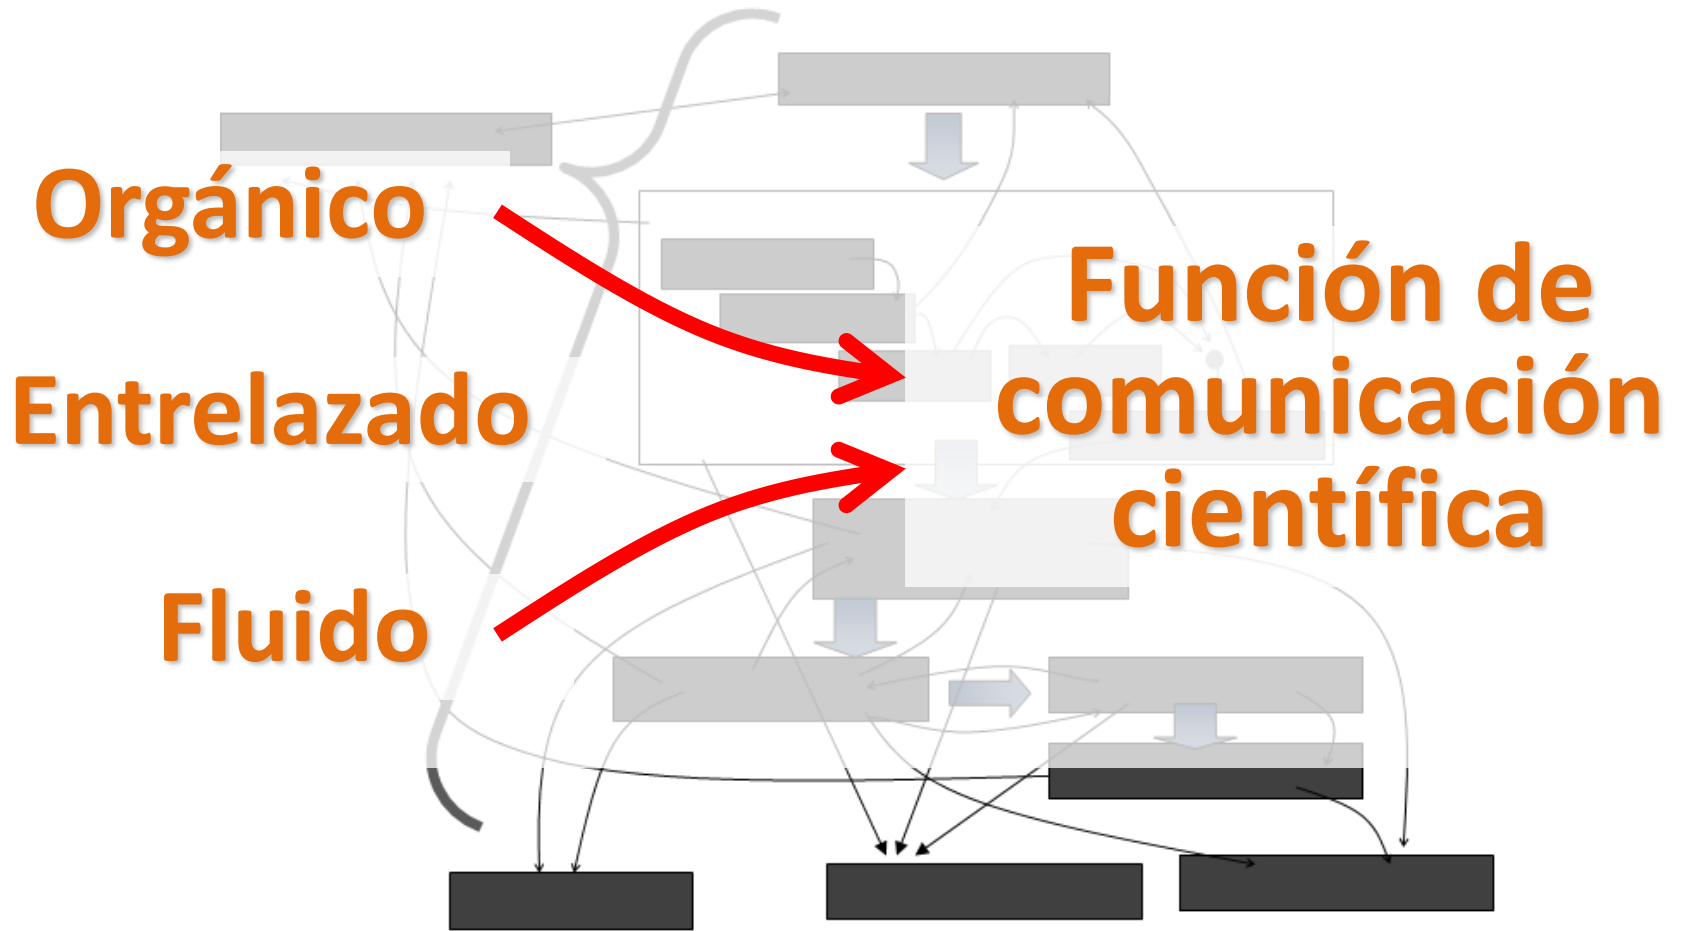 Orgánico
Entrelazado
Fluido
Función de
comunicación
científica